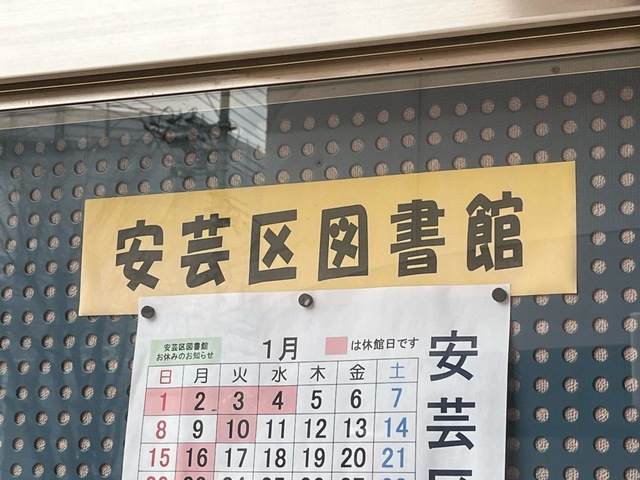 安芸区図書館
安芸区図書館
お休みのお知らせ
1月
は休館日です
日 月 火 水 木 金 土
1 2 3 4 5 6 7
8 9 10 11 12 13 14
15 16 17 18 19 20 21
安芸